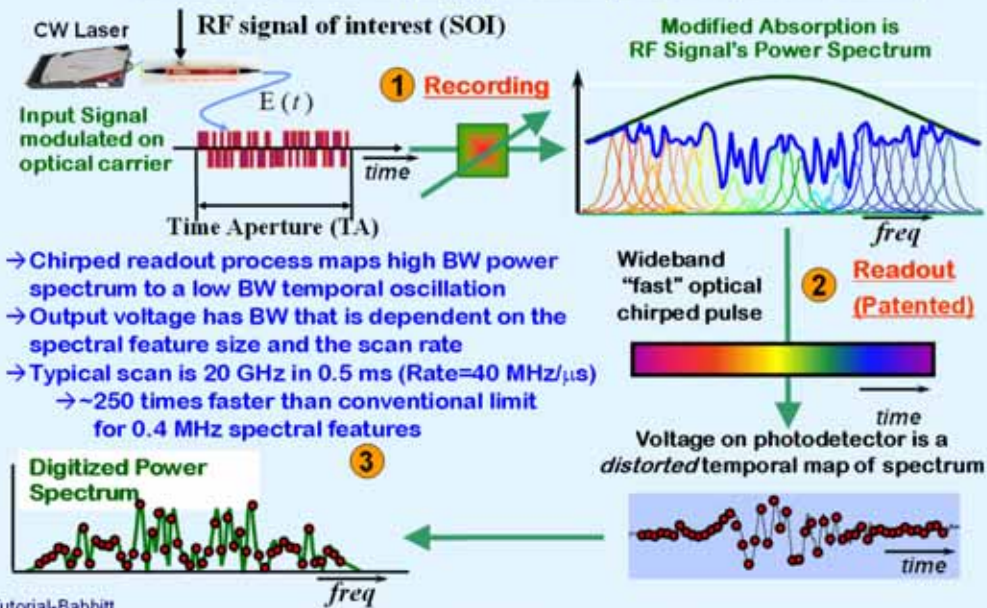 CW Laser
RF signal of interest (SOI)
Input Signal
modulated on
optical carrier
E (t)
time
Time Aperture (TA)
1 Recording
Modified Absorption is
RF Signal's Power Spectrum
freq
→ Chirped readout process maps high BW power
spectrum to a low BW temporal oscillation
→ Output voltage has BW that is dependent on the
spectral feature size and the scan rate
→ Typical scan is 20 GHz in 0.5 ms (Rate=40 MHz/µs)
→ ~250 times faster than conventional limit
for 0.4 MHz spectral features
Wideband
"fast" optical
chirped pulse
2 Readout
(Patented)
time
Voltage on photodetector is a
distorted temporal map of spectrum
time
3
Digitized Power
Spectrum
freq
utorial-Babbitt